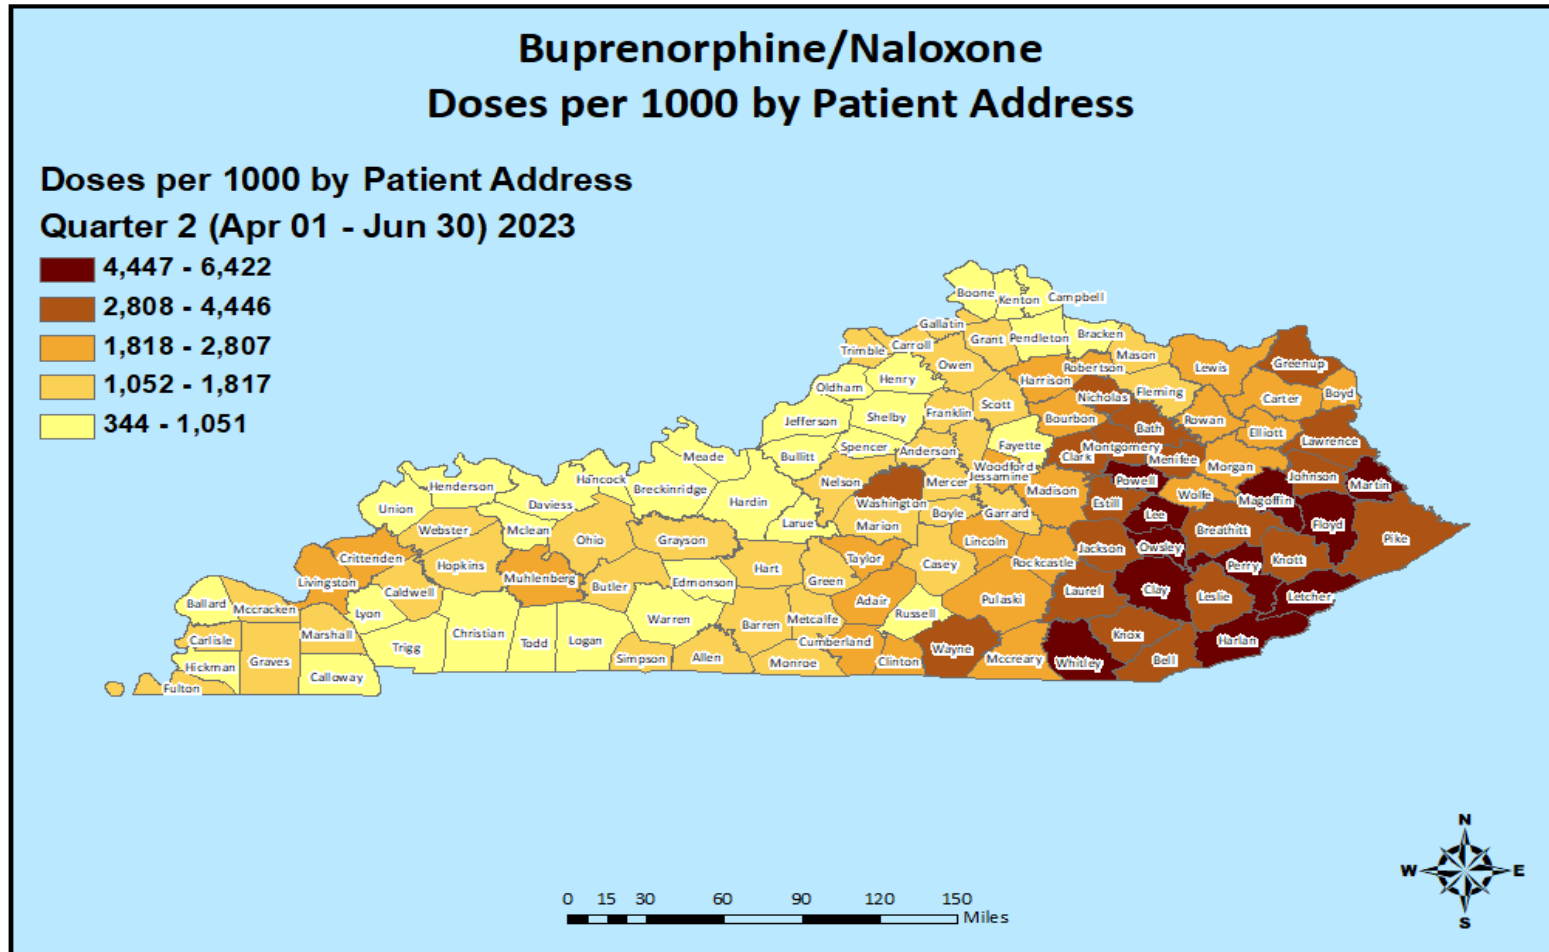 Buprenorphine/Naloxone
Doses per 1000 by Patient Address
Doses per 1000 by Patient Address
Quarter 2 (Apr 01 - Jun 30) 2023
4,447 - 6,422
2,808 - 4,446
1,818 - 2,807
1,052 - 1,817
344 - 1,051
Boone
Kenton
Campbell
Gallatin
Grant
Pendleton
Bracken
Trimble
Carroll
Owen
Mason
Robertson
Lewis
Greenup
Oldham
Henry
Harrison
Nicholas
Fleming
Carter
Boyd
Jefferson
Shelby
Franklin
Scott
Bourbon
Rowan
Elliott
Lawrence
Meade
Bullitt
Spencer
Anderson
Fayette
Bath
Montgomery
Clark
Menifee
Morgan
Woodford
Jessamine
Johnson
Martin
Henderson
Hancock
Breckinridge
Hardin
Nelson
Mercer
Madison
Powell
Wolfe
Magoffin
Union
Daviess
Washington
Estill
Larue
Boyle
Garrard
Lee
Floyd
Webster
Mclean
Ohio
Grayson
Marion
Lincoln
Breathitt
Pike
Crittenden
Hopkins
Hart
Taylor
Casey
Rockcastle
Jackson
Owsley
Knott
Perry
Livingston
Muhlenberg
Butler
Edmonson
Green
Caldwell
Laurel
Clay
Leslie
Letcher
Ballard
Mccracken
Lyon
Warren
Barren
Metcalfe
Adair
Russell
Pulaski
Carlisle
Marshall
Christian
Todd
Logan
Cumberland
Knox
Harlan
Hickman
Graves
Trigg
Simpson
Allen
Monroe
Clinton
Wayne
Mccreary
Whitley
Bell
Fulton
Calloway
N
W
E
S
0 15 30 60 90 120 150
Miles